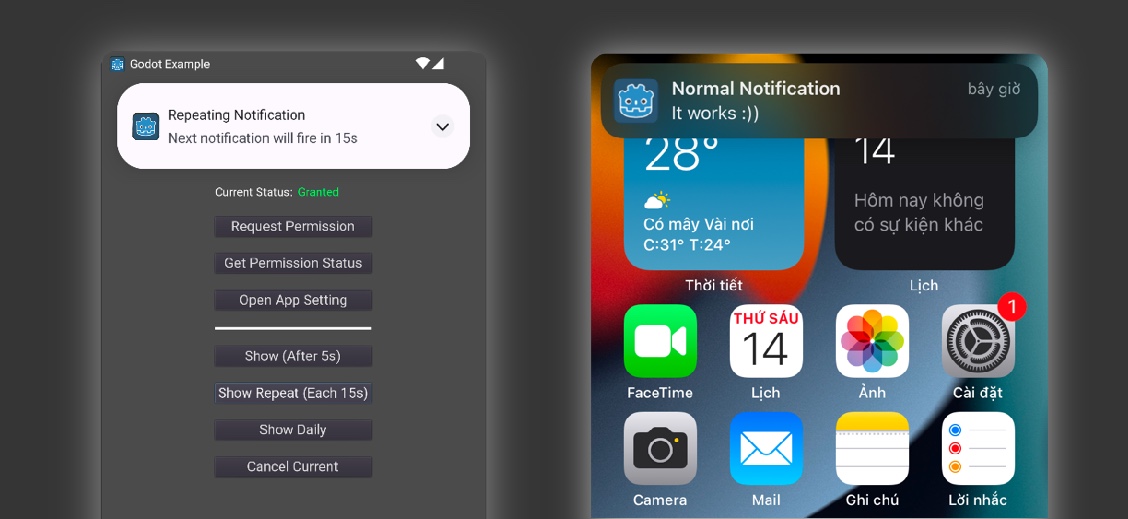 Godot Example
Repeating Notification
Next notification will fire in 15s
Current Status: Granted
Request Permission
Get Permission Status
Open App Setting
Show (After 5s)
Show Repeat (Each 15s)
Show Daily
Cancel Current
Normal Notification
bây giờ
It works :))
28°
Có mây Vài nơi
C:31° T:24°
Thời tiết
14
Hôm nay không
có sự kiện khác
Lịch
1
THỨ SÁU
14
FaceTime
Lịch
Ảnh
Cài đặt
Camera
Mail
Ghi chú
Lời nhắc